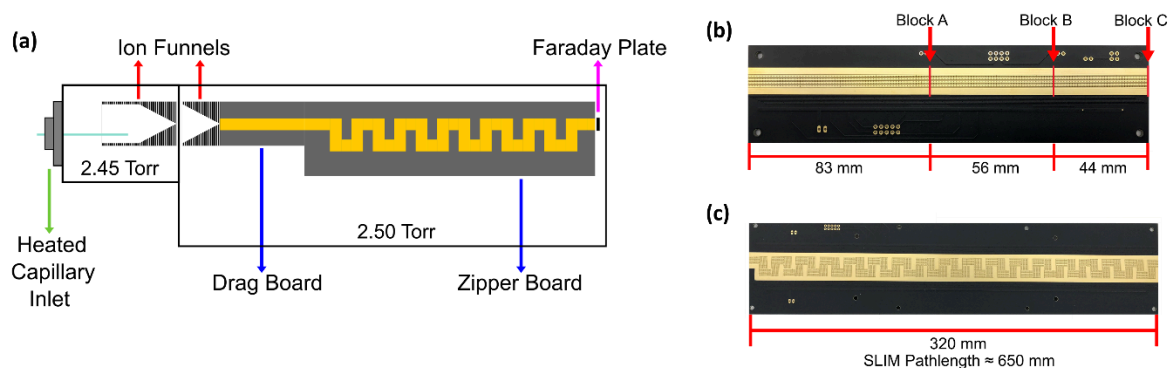 (a)
Ion Funnels
Faraday Plate
2.45 Torr
2.50 Torr
Heated
Capillary
Inlet
Drag Board
Zipper Board
(b)
Block A
Block B
Block C
83 mm
56 mm
44 mm
(c)
320 mm
SLIM Pathlength ≈ 650 mm